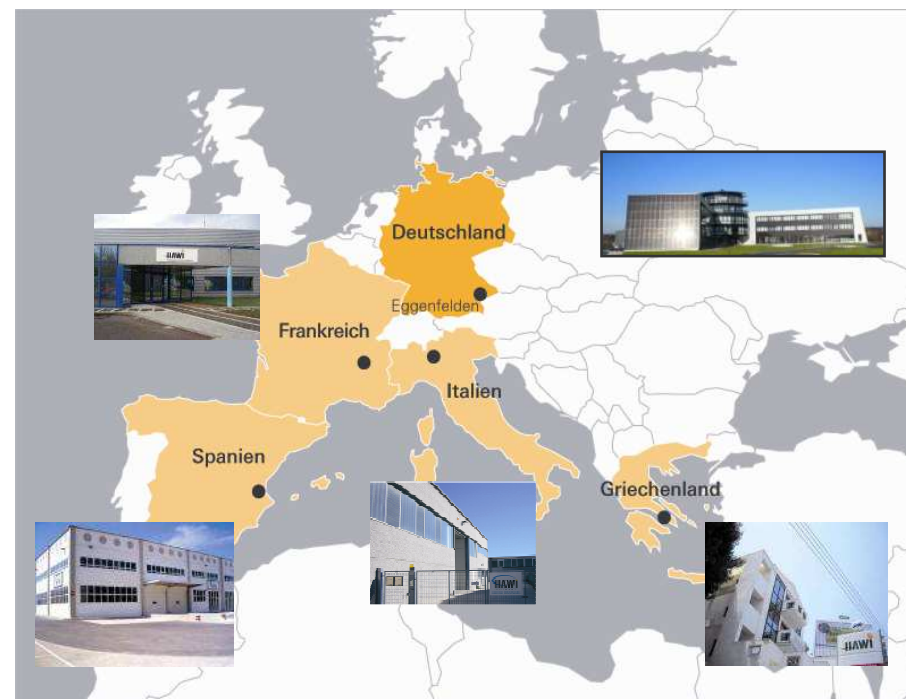 Deutschland
HAWI
Eggenfelden
Frankreich
Italien
Spanien
Griechenland
HAWI
HAWI